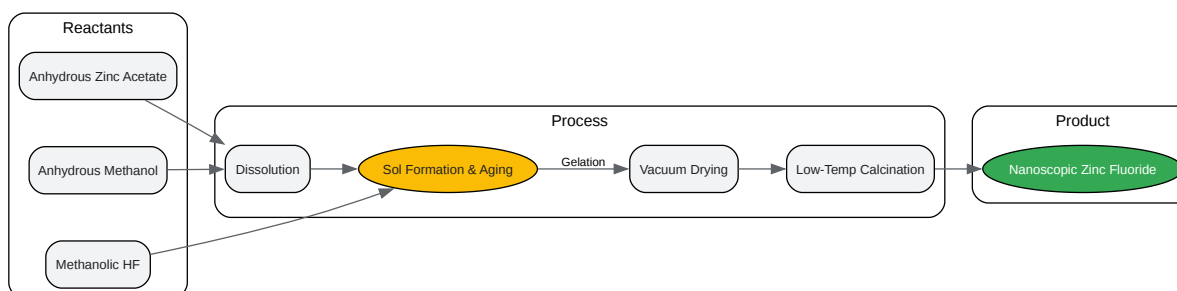 Reactants
Anhydrous Zinc Acetate
Anhydrous Methanol
Methanolic HF
Process
Dissolution
Sol Formation & Aging
Gelation
Vacuum Drying
Low-Temp Calcination
Product
Nanoscopic Zinc Fluoride